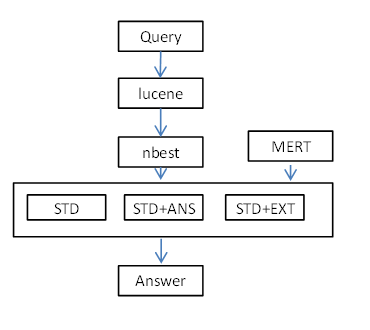 Query
lucene
nbest
MERT
STD
STD+ANS
STD+EXT
Answer